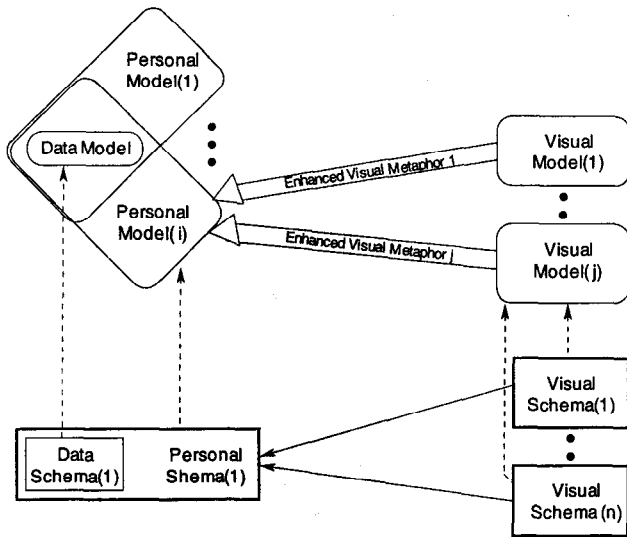 Personal
Model(1)
Data Model
Personal
Model(i)
Enhanced Visual Metaphor 1
Enhanced Visual Metaphor j
Visual
Model(1)
Visual
Model(j)
Visual
Schema(1)
Visual
Schema(n)
Data
Schema(1)
Personal
Shema(1)